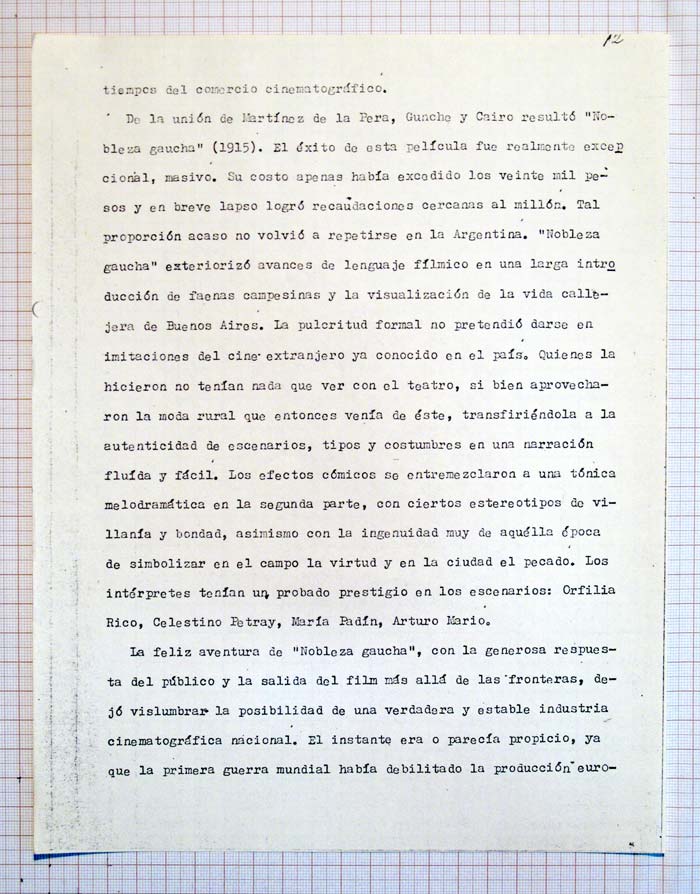 12
tiempos del comercio cinematográfico.
De la unión de Martínez de la Pera, Gunche y Cairo resultó "No-
bleza gaucha" (1915). El éxito de esta película fue realmente excep
cional, masivo. Su costo apenas había excedido los veinte mil pe-
sos y en breve lapso logró recaudaciones cercanas al millón. Tal
proporción acaso no volvió a repetirse en la Argentina. "Nobleza
gaucha" exteriorizó avances de lenguaje fílmico en una larga intro
ducción de faenas campesinas y la visualización de la vida calle-
jera de Buenos Aires. La pulcritud formal no pretendió darse en
imitaciones del cine extranjero ya conocido en el país. Quienes la
hicieron no tenían nada que ver con el teatro, si bien aprovecha-
ron la moda rural que entonces venía de éste, transfiriéndola a la
autenticidad de escenarios, tipos y costumbres en una narración
fluída y fácil. Los efectos cómicos se entremezclaron a una tónica
melodramática en la segunda parte, con ciertos estereotipos de vi-
llanía y bondad, asimismo con la ingenuidad muy de aquélla época
de simbolizar en el campo la virtud y en la ciudad el pecado. Los
intérpretes tenían un probado prestigio en los escenarios: Orfilia
Rico, Celestino Petray, María Padín, Arturo Mario.
La feliz aventura de "Nobleza gaucha", con la generosa respues-
ta del público y la salida del film más allá de las fronteras, de-
jó vislumbrar la posibilidad de una verdadera y estable industria
cinematográfica nacional. El instante era o parecía propicio, ya
que la primera guerra mundial había debilitado la producción euro-